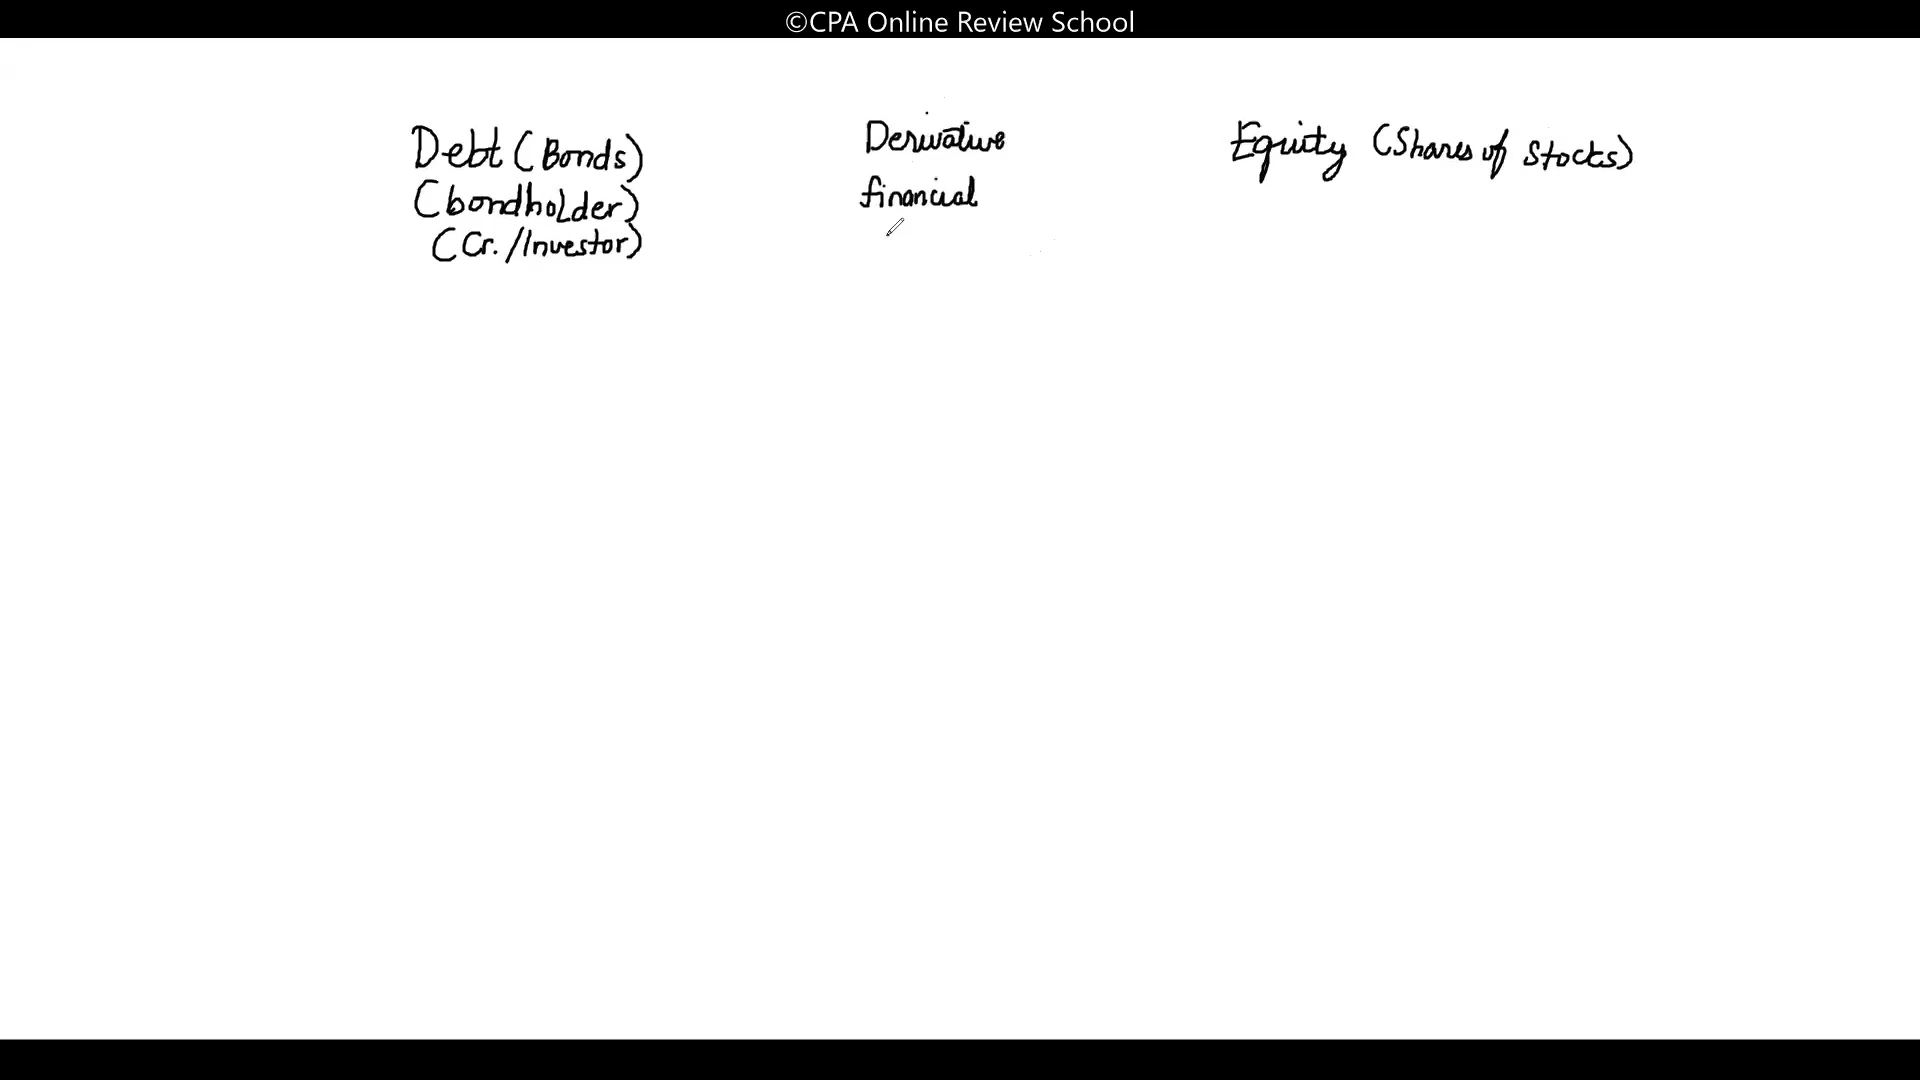 ©CPA Online Review School
Debt (Bonds)
(bondholder)
(Cr./Investor)
Derivative
financial
Equity (Shares of Stocks)